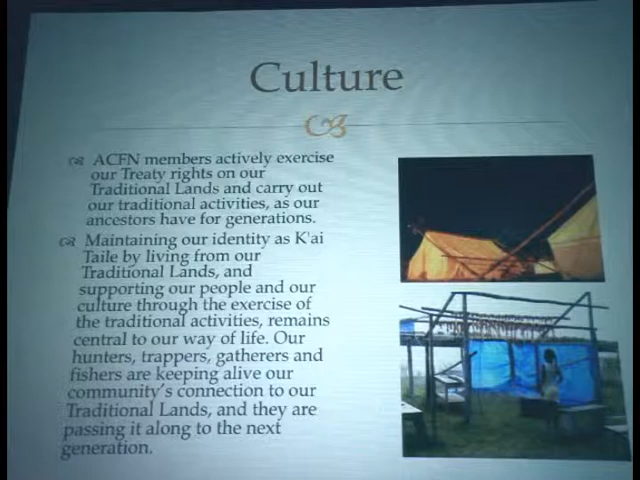 Culture
ACFN members actively exercise
our Treaty rights on our
Traditional Lands and carry out
our traditional activities, as our
ancestors have for generations.
Maintaining our identity as K'ai
Taile by living from our
Traditional Lands, and
supporting our people and our
culture through the exercise of
the traditional activities, remains
central to our way of life. Our
hunters, trappers, gatherers and
fishers are keeping alive our
community's connection to our
Traditional Lands, and they are
passing it along to the next
generation.